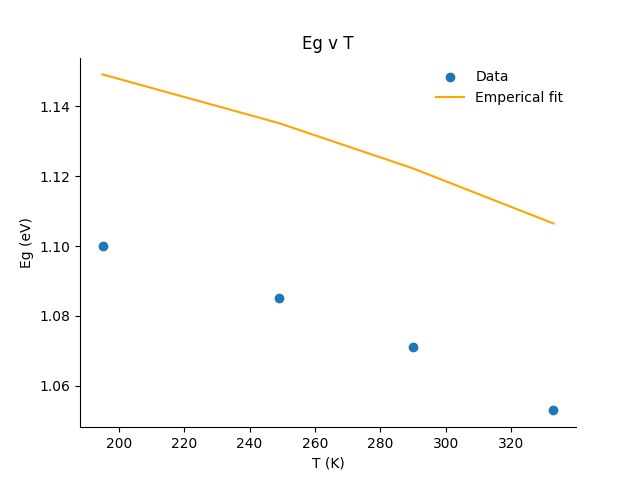 Eg v T
Data
Emperical fit
Eg (eV)
1.14
1.12
1.10
1.08
1.06
200
220
240
260
280
300
320
T (K)